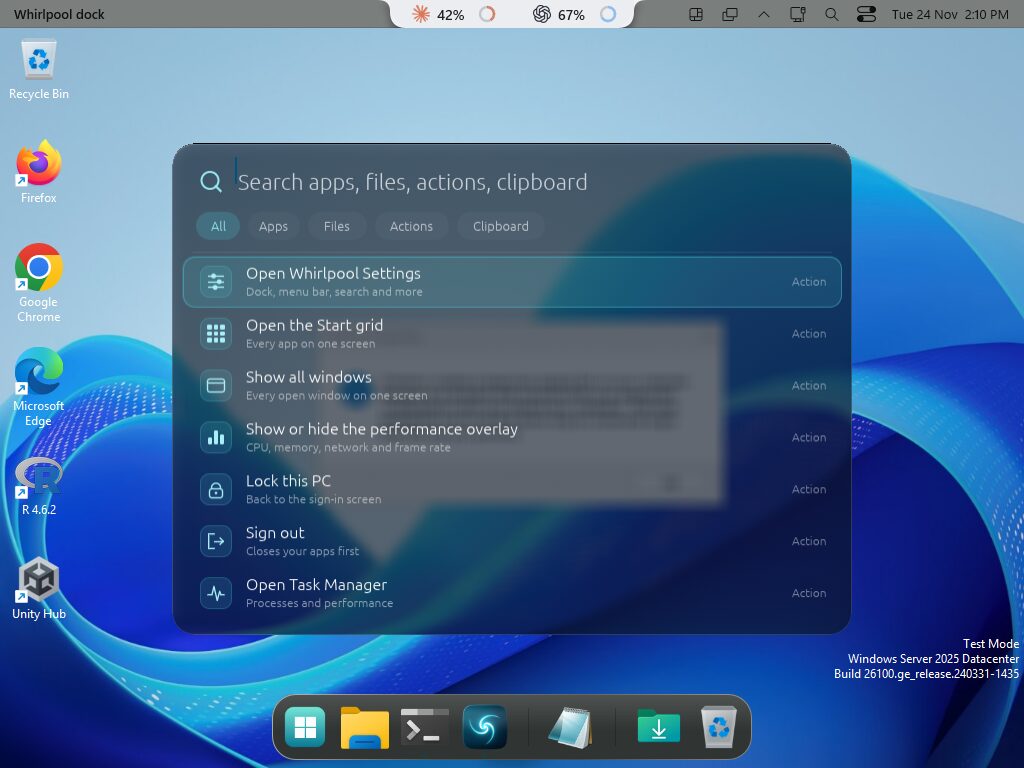 Whirlpool dock
42%
67%
Tue 24 Nov 2:10 PM
Recycle Bin
Firefox
Google
Chrome
Microsoft
Edge
R 4.6.2
Unity Hub
Search apps, files, actions, clipboard
All Apps Files Actions Clipboard
Open Whirlpool Settings
Dock, menu bar, search and more
Action
Open the Start grid
Every app on one screen
Action
Show all windows
Every open window on one screen
Action
Show or hide the performance overlay
CPU, memory, network and frame rate
Action
Lock this PC
Back to the sign-in screen
Action
Sign out
Closes your apps first
Action
Open Task Manager
Processes and performance
Action
Test Mode
Windows Server 2025 Datacenter
Build 26100.ge_release.240331-1435